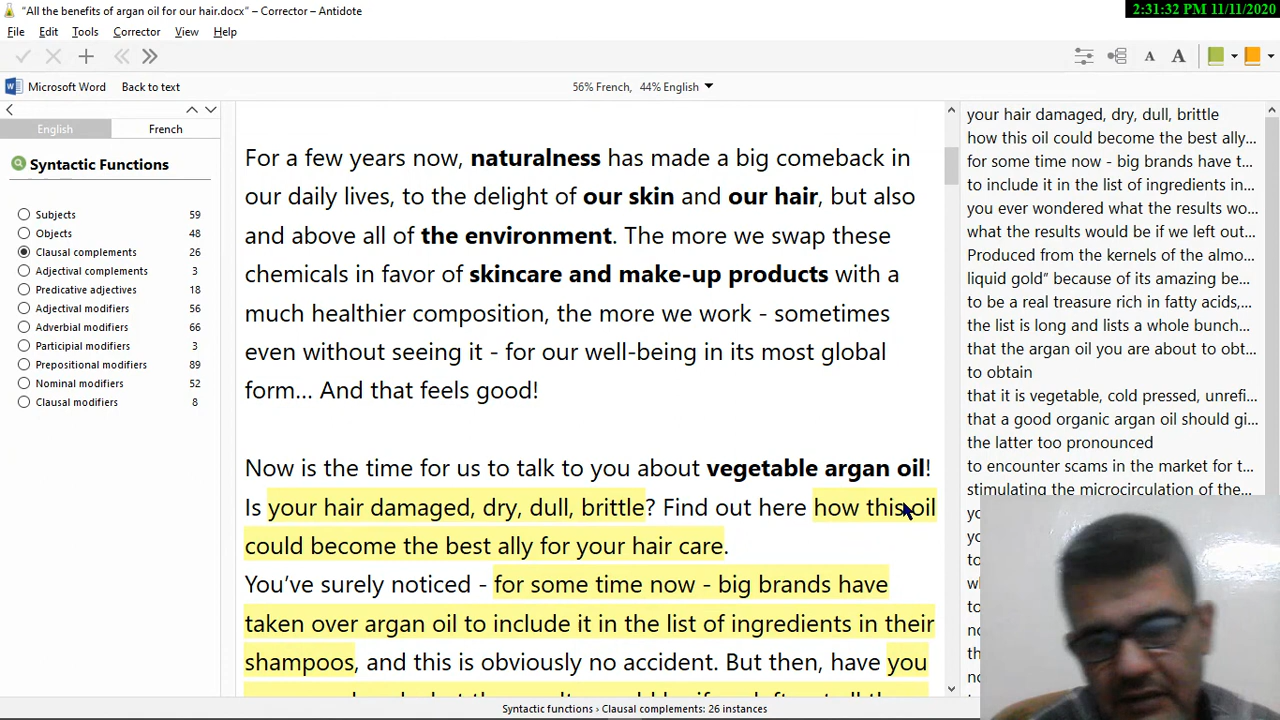 "All the benefits of argan oil for our hair.docx" – Corrector – Antidote
2:31:32 PM 11/11/2020
File Edit Tools Corrector View Help
A A
Microsoft Word Back to text
56% French, 44% English
English French
Syntactic Functions
Subjects 59
Objects 48
Clausal complements 26
Adjectival complements 3
Predicative adjectives 18
Adjectival modifiers 56
Adverbial modifiers 66
Participial modifiers 3
Prepositional modifiers 89
Nominal modifiers 52
Clausal modifiers 8
For a few years now, naturalness has made a big comeback in
our daily lives, to the delight of our skin and our hair, but also
and above all of the environment. The more we swap these
chemicals in favor of skincare and make-up products with a
much healthier composition, the more we work - sometimes
even without seeing it - for our well-being in its most global
form... And that feels good!
Now is the time for us to talk to you about vegetable argan oil!
Is your hair damaged, dry, dull, brittle? Find out here how this oil
could become the best ally for your hair care.
You've surely noticed - for some time now - big brands have
taken over argan oil to include it in the list of ingredients in their
shampoos, and this is obviously no accident. But then, have you
your hair damaged, dry, dull, brittle
how this oil could become the best ally...
for some time now - big brands have t...
to include it in the list of ingredients in...
you ever wondered what the results wo...
what the results would be if we left out...
Produced from the kernels of the almo...
liquid gold" because of its amazing be...
to be a real treasure rich in fatty acids,...
the list is long and lists a whole bunch...
that the argan oil you are about to obt...
to obtain
that it is vegetable, cold pressed, unrefi...
that a good organic argan oil should gi...
the latter too pronounced
to encounter scams in the market for t...
stimulating the microcirculation of the...
Syntactic functions › Clausal complements: 26 instances